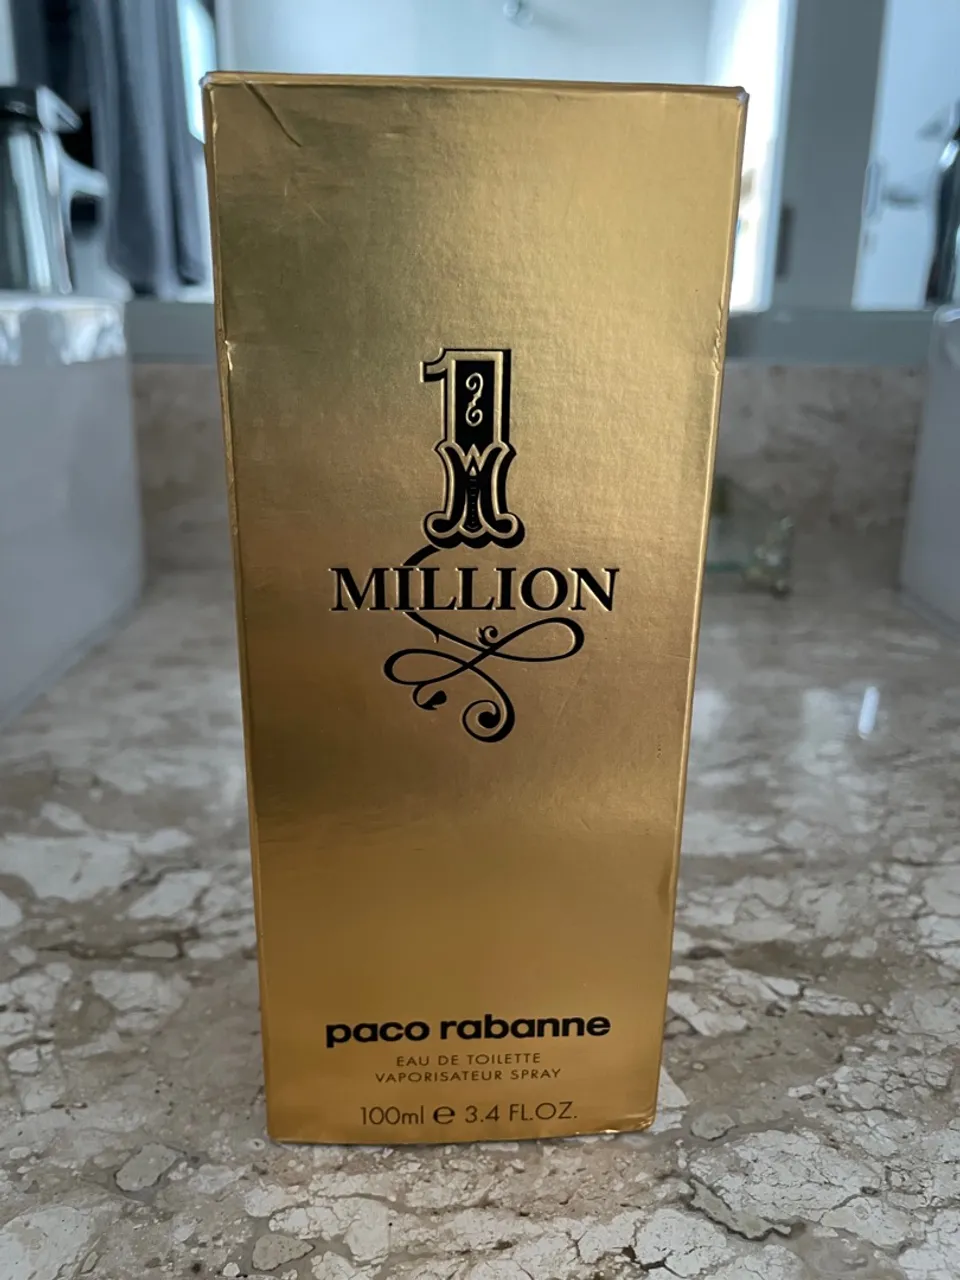 1
MILLION
paco rabanne
EAU DE TOILETTE
VAPORISATEUR SPRAY
100ml ℮ 3.4 FL.OZ.